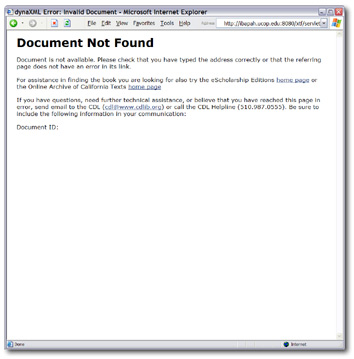 dynaXML Error: Invalid Document - Microsoft Internet Explorer
File Edit View Favorites Tools Help
http://ibapah.ucop.edu:8080/xtf/servlet
Document Not Found
Document is not available. Please check that you have typed the address correctly or that the referring
page does not have an error in its link.
For assistance in finding the book you are looking for also try the eScholarship Editions home page or
the Online Archive of California Texts home page
If you have questions, need further technical assistance, or believe that you have reached this page in
error, send email to the CDL (cdl@www.cdlib.org) or call the CDL Helpline (510.987.0555). Be sure to
include the following information in your communication:
Document ID:
Done
Internet